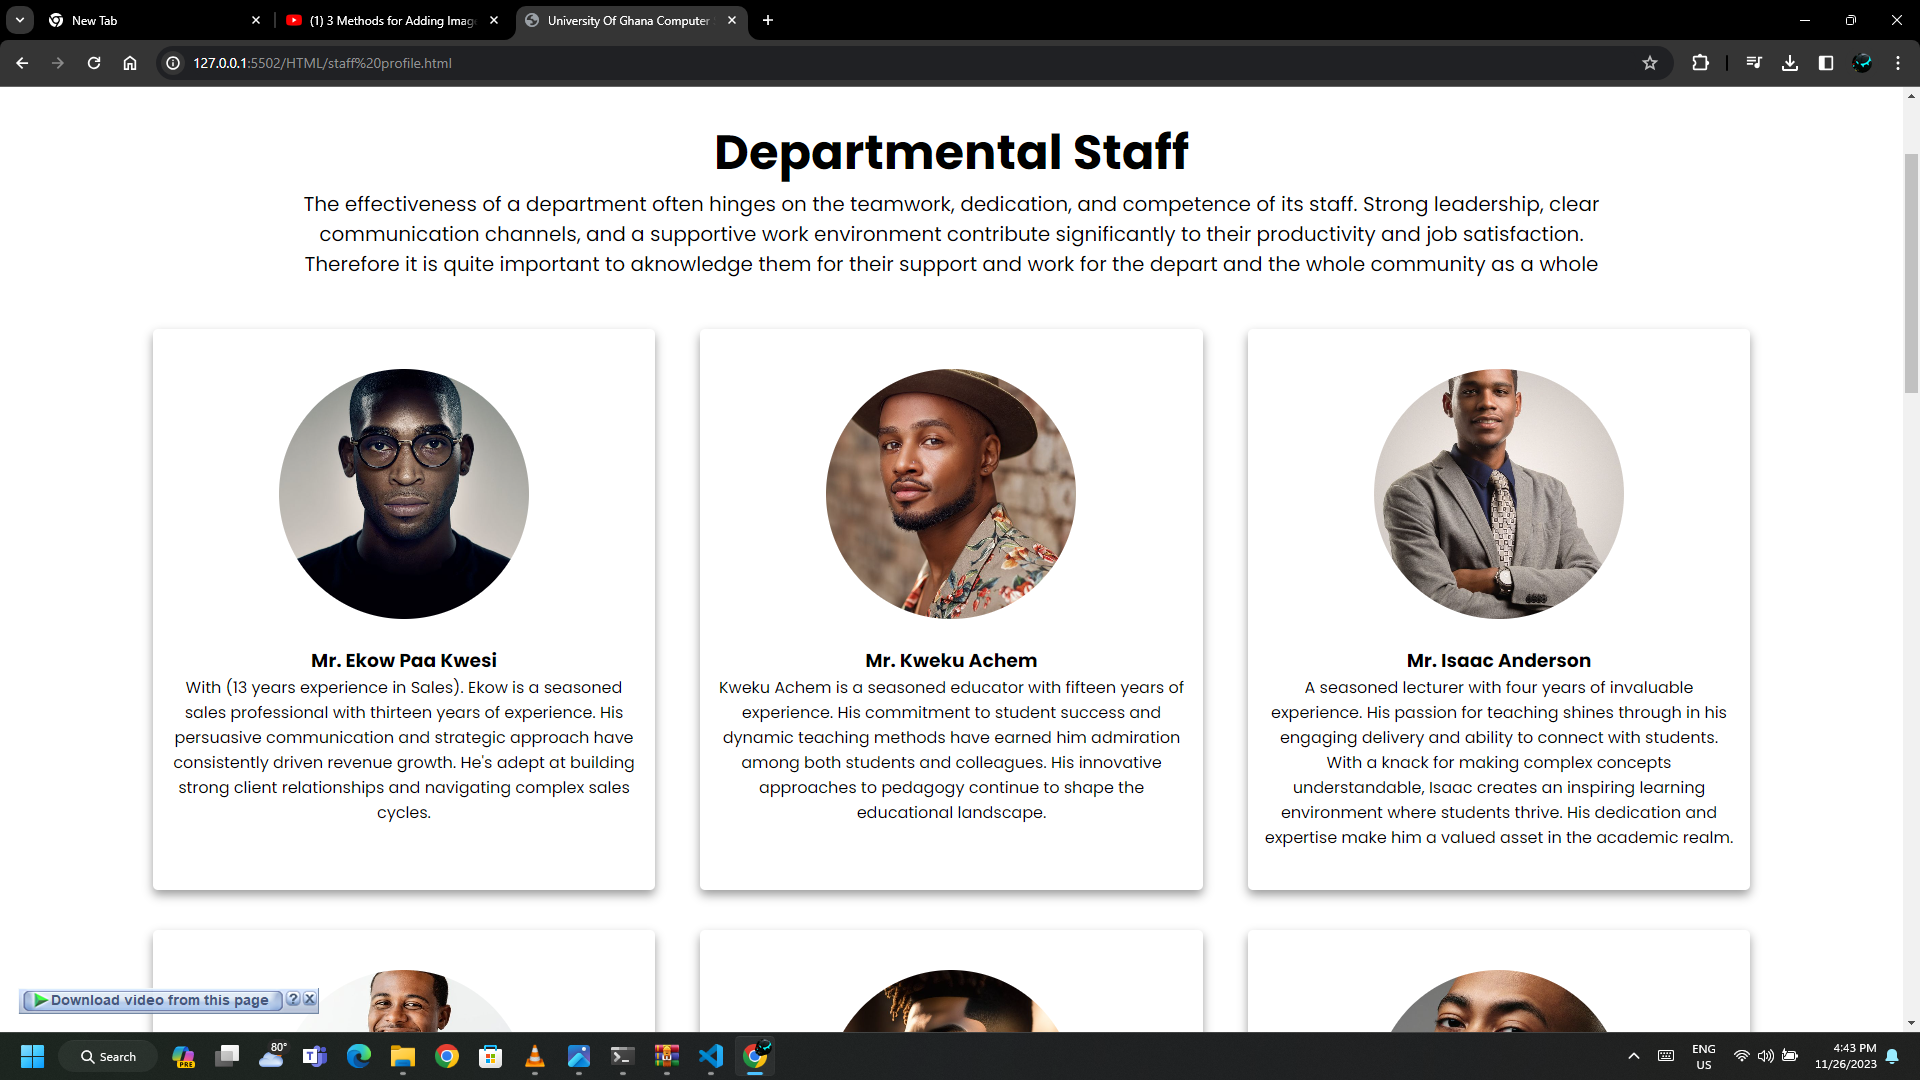 New Tab
(1) 3 Methods for Adding Imag
University Of Ghana Computer
127.0.0.1:5502/HTML/staff%20profile.html
Departmental Staff
The effectiveness of a department often hinges on the teamwork, dedication, and competence of its staff. Strong leadership, clear
communication channels, and a supportive work environment contribute significantly to their productivity and job satisfaction.
Therefore it is quite important to aknowledge them for their support and work for the depart and the whole community as a whole
Mr. Ekow Paa Kwesi
With (13 years experience in Sales). Ekow is a seasoned
sales professional with thirteen years of experience. His
persuasive communication and strategic approach have
consistently driven revenue growth. He's adept at building
strong client relationships and navigating complex sales
cycles.
Mr. Kweku Achem
Kweku Achem is a seasoned educator with fifteen years of
experience. His commitment to student success and
dynamic teaching methods have earned him admiration
among both students and colleagues. His innovative
approaches to pedagogy continue to shape the
educational landscape.
Mr. Isaac Anderson
A seasoned lecturer with four years of invaluable
experience. His passion for teaching shines through in his
engaging delivery and ability to connect with students.
With a knack for making complex concepts
understandable, Isaac creates an inspiring learning
environment where students thrive. His dedication and
expertise make him a valued asset in the academic realm.
Download video from this page
Search
PRE
80°
ENG
US
4:43 PM
11/26/2023